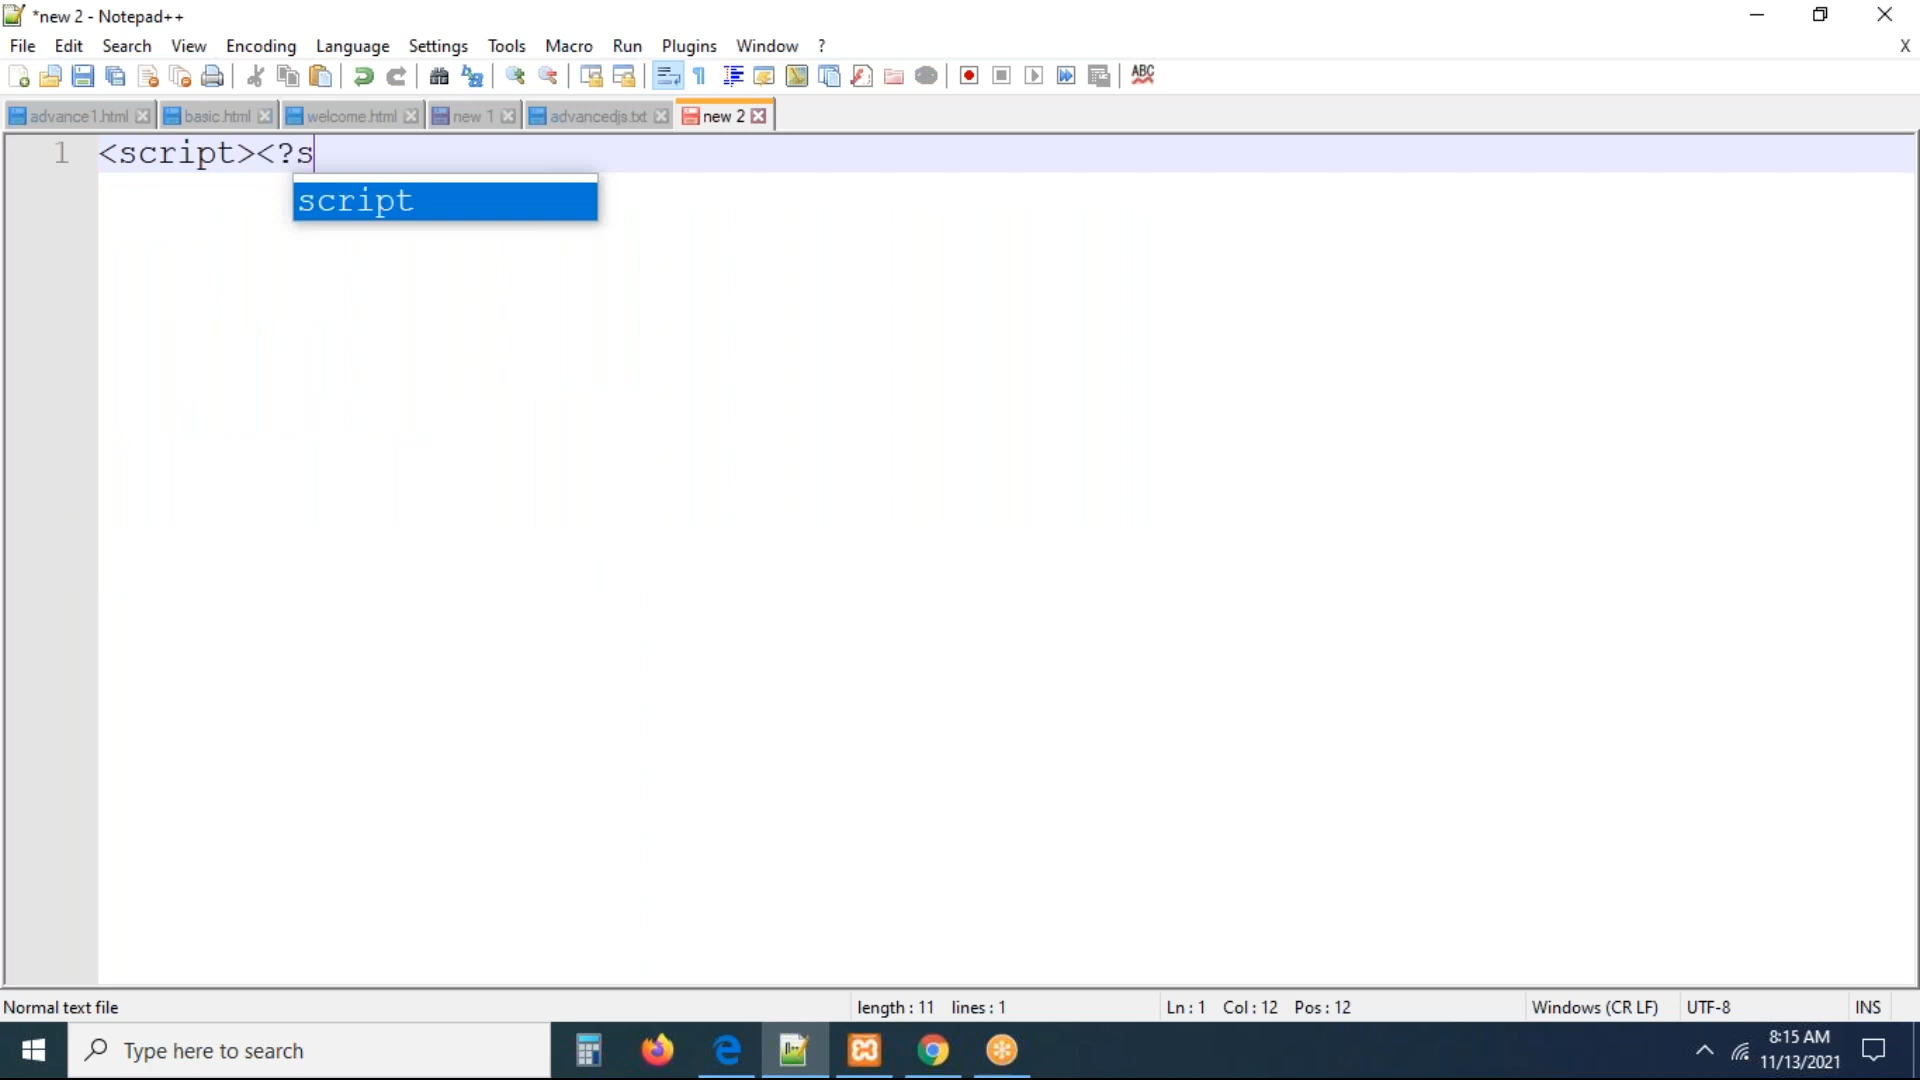 *new 2 - Notepad++
File Edit Search View Encoding Language Settings Tools Macro Run Plugins Window ? X
ABC
advance1.html basic.html welcome.html new 1 advancedjs.txt new 2
1 <script><?s
script
Normal text file length : 11 lines : 1 Ln : 1 Col : 12 Pos : 12 Windows (CR LF) UTF-8 INS
Type here to search
8:15 AM
11/13/2021